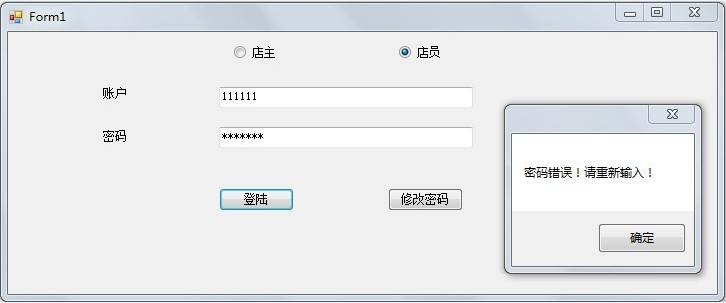 Form1
店主 店员
账户 111111
密码 *******
登陆 修改密码
密码错误！请重新输入！
确定